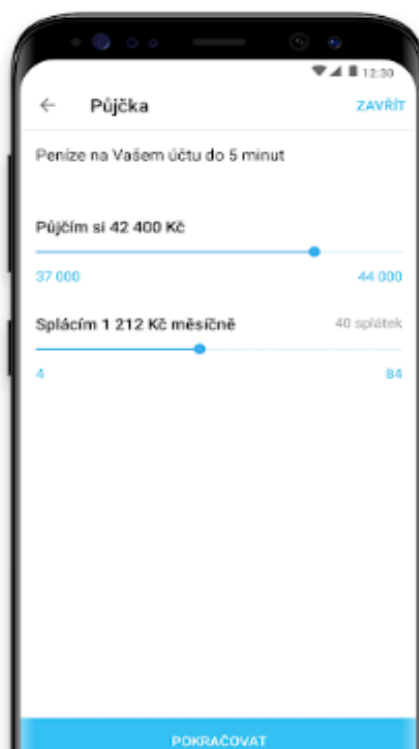 12:30
Půjčka ZAVŘÍT
Peníze na Vašem účtu do 5 minut
Půjčím si 42 400 Kč
37 000 44 000
Splácím 1 212 Kč měsíčně 40 splátek
4 84
POKRAČOVAT